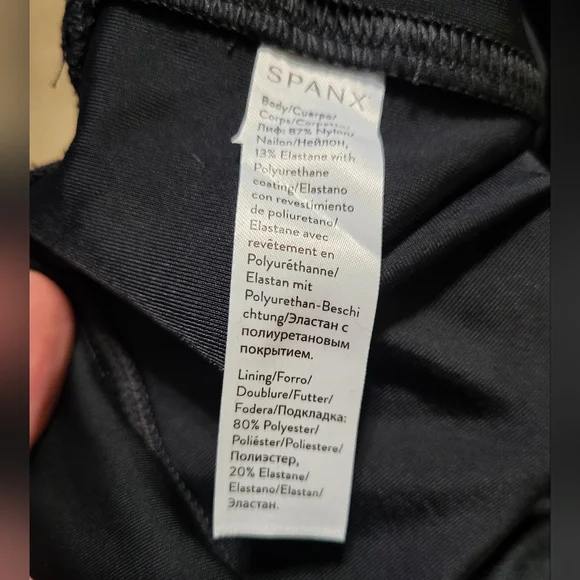 SPANX
Body/Cuerpo/
Corps/Corpetto/
Лиф: 87% Nylon/
Nailon/Нейлон,
13% Elastane with
Polyurethane
coating/Elastano
con revestimiento
de poliuretano/
Elastane avec
revêtement en
Polyuréthanne/
Elastan mit
Polyurethan-Beschi
chtung/Эластан с
полиуретановым
покрытием.
Lining/Forro/
Doublure/Futter/
Fodera/Подкладка:
80% Polyester/
Poliéster/Poliestere/
Полиэстер,
20% Elastane/
Elastano/Elastan/
Эластан.